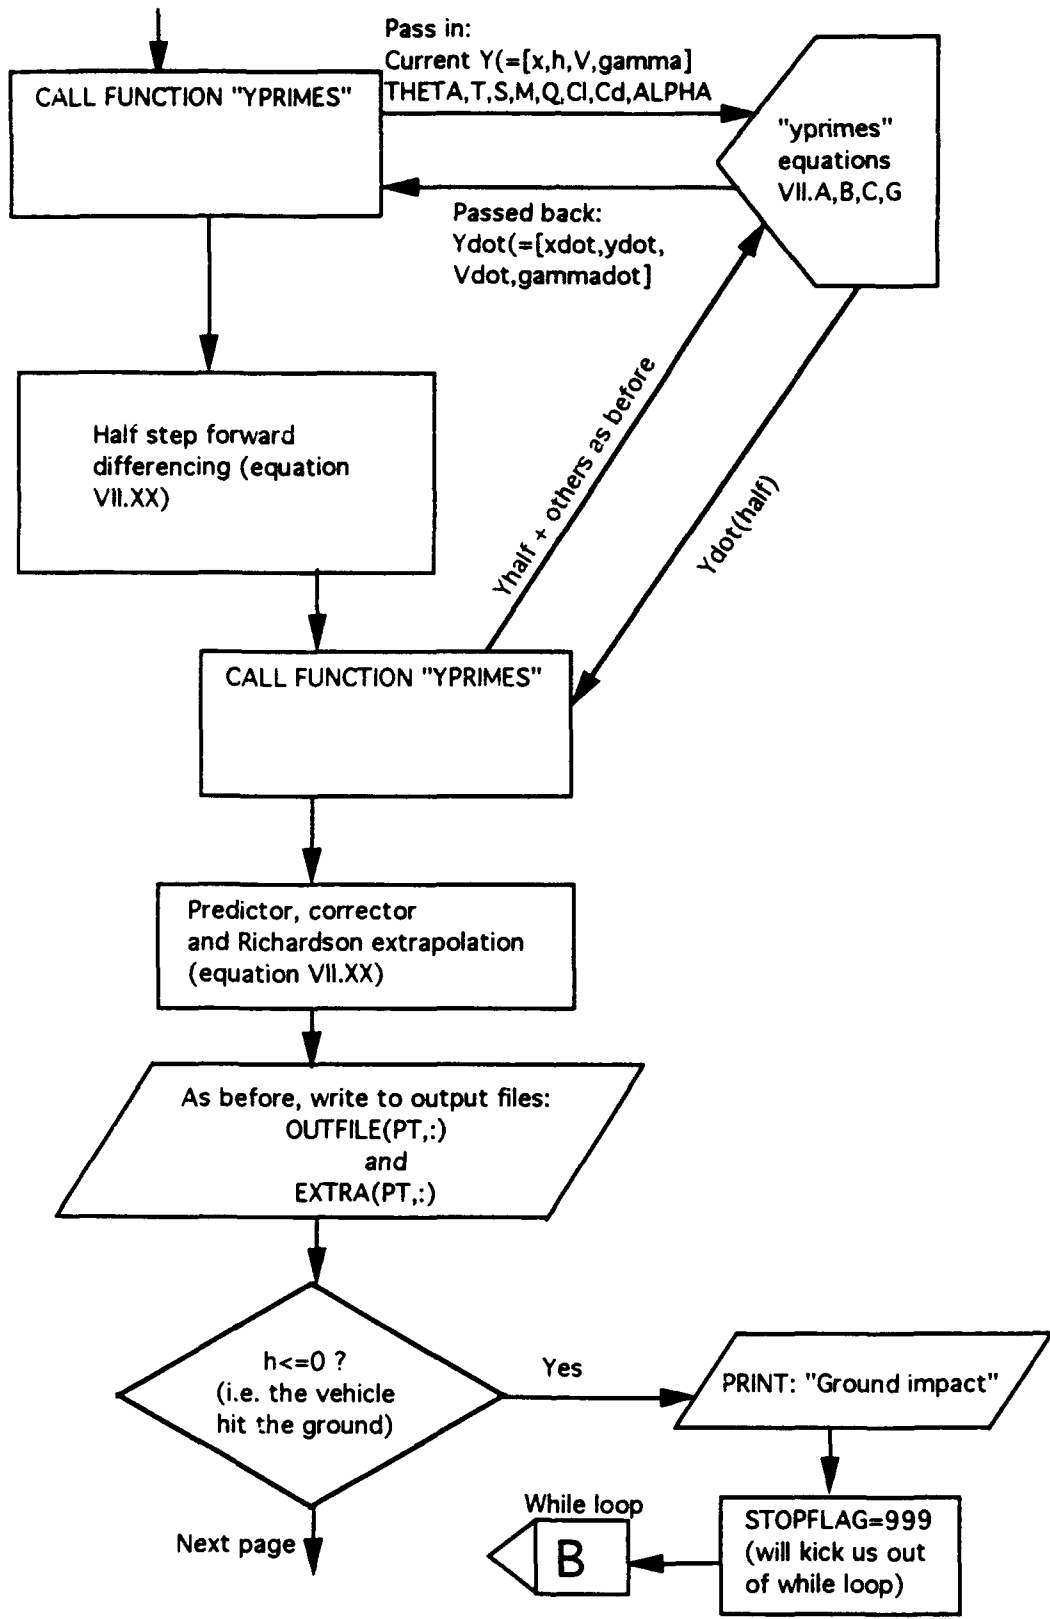 Pass in:
Current Y(=[x,h,V,gamma]
THETA,T,S,M,Q,Cl,Cd,ALPHA
CALL FUNCTION "YPRIMES"
"yprimes"
equations
VII.A,B,C,G
Passed back:
Ydot(=[xdot,ydot,
Vdot,gammadot]
Half step forward
differencing (equation
VII.XX)
Yhalf + others as before
Ydot(half)
CALL FUNCTION "YPRIMES"
Predictor, corrector
and Richardson extrapolation
(equation VII.XX)
As before, write to output files:
OUTFILE(PT,:)
and
EXTRA(PT,:)
h<=0 ?
(i.e. the vehicle
hit the ground)
Yes
PRINT: "Ground impact"
Next page
While loop
B
STOPFLAG=999
(will kick us out
of while loop)